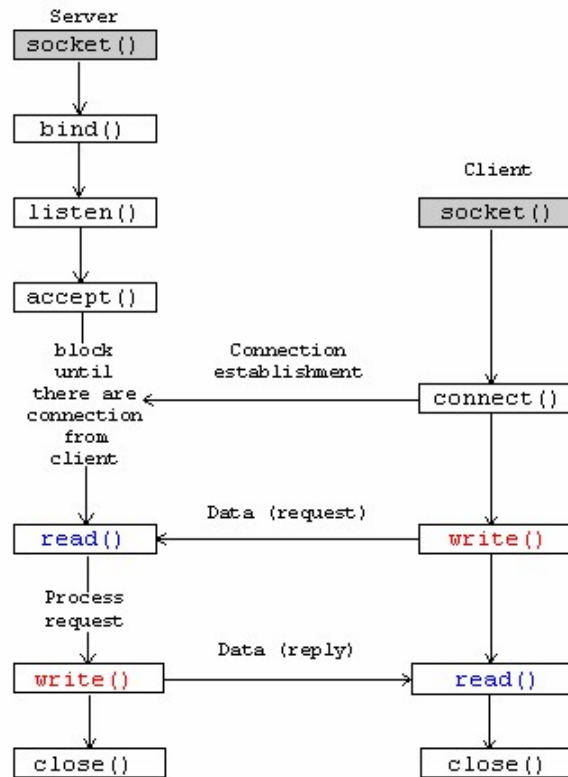 Server
socket()
bind()
listen()
accept()
block
until
there are
connection
from
client
read()
Process
request
write()
close()
Connection
establishment
Data (request)
Data (reply)
Client
socket()
connect()
write()
read()
close()